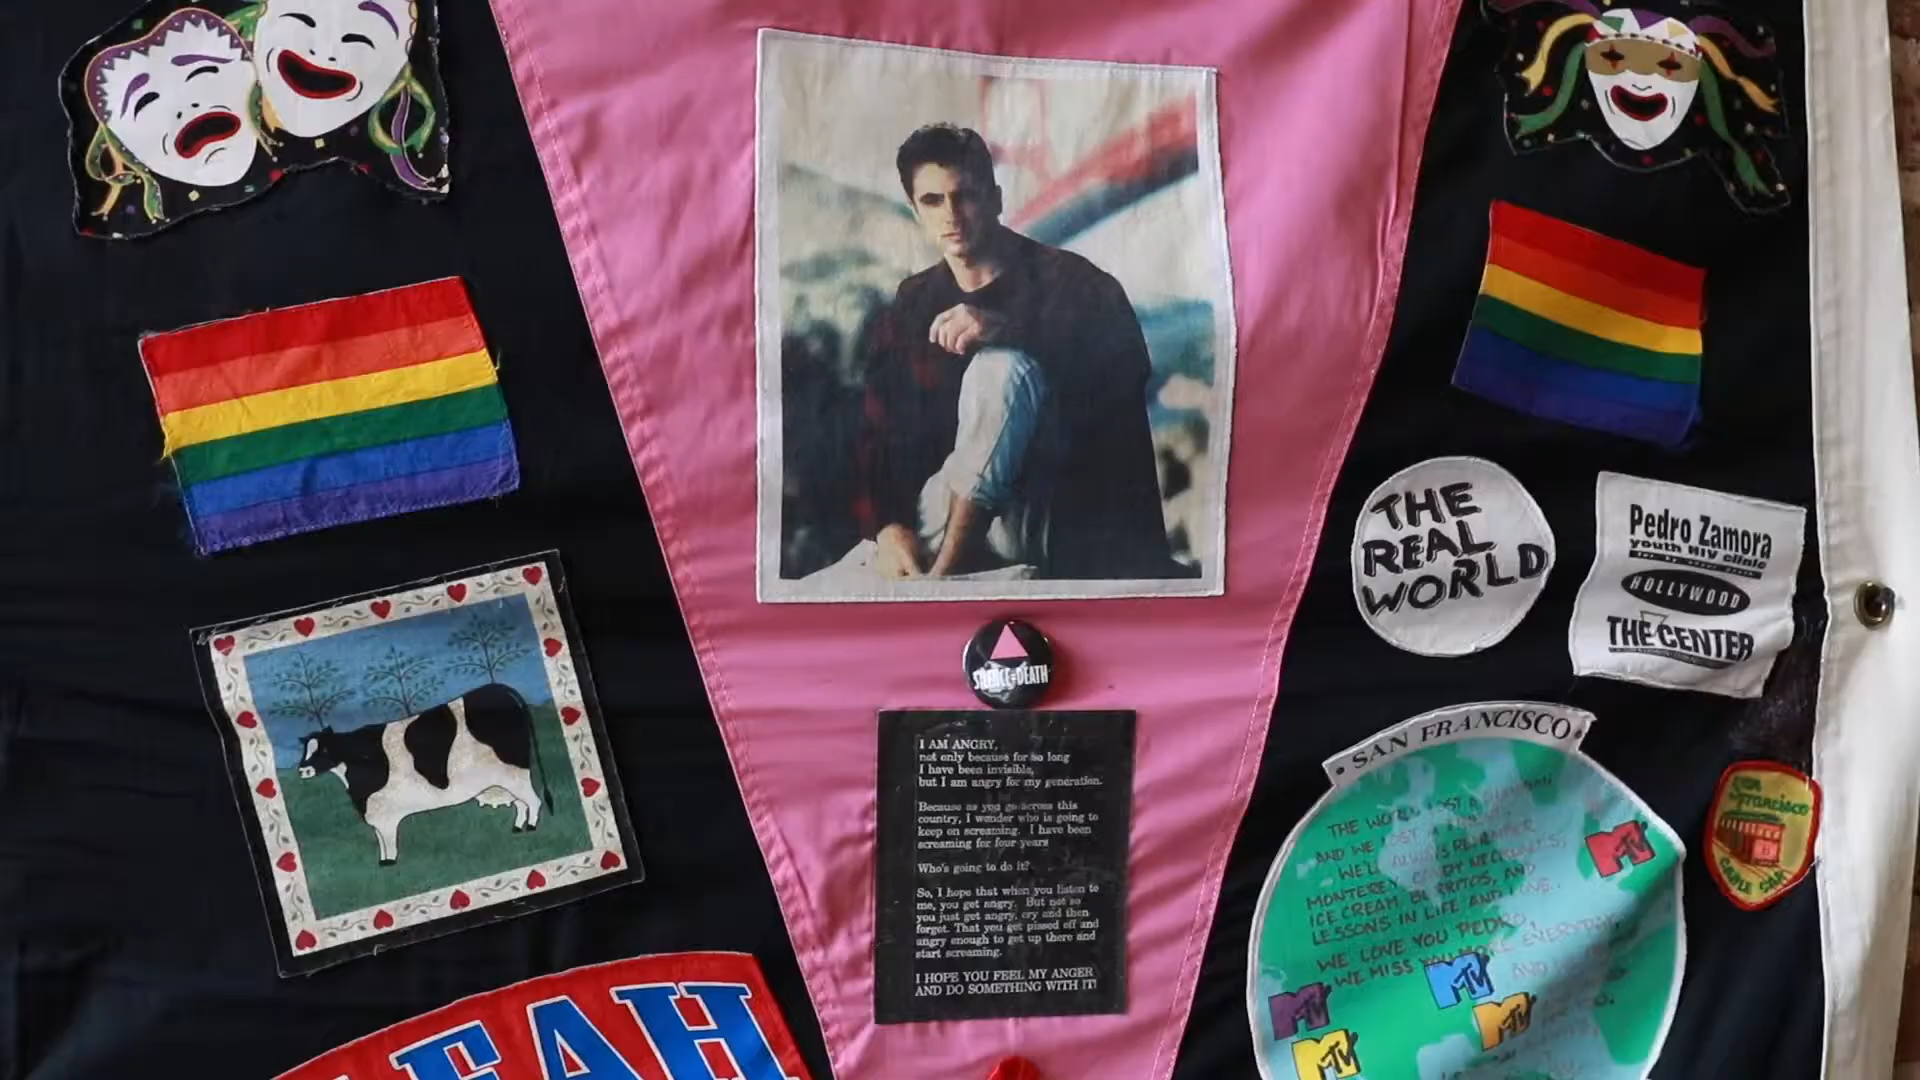 SILENCE=DEATH
I AM ANGRY,
not only because for so long
I have been invisible,
but I am angry for my generation.
Because as you go across this
country, I wonder who is going to
keep on screaming. I have been
screaming for four years
Who's going to do it?
So, I hope that when you listen to
me, you get angry. But not so
you just get angry, cry and then
forget. That you get pissed off and
angry enough to get up there and
start screaming.
I HOPE YOU FEEL MY ANGER
AND DO SOMETHING WITH IT!
LEAH
THE
REAL
WORLD
Pedro Zamora
youth HIV clinic
HOLLYWOOD
THE CENTER
• SAN FRANCISCO •
THE WORLD LOST A
AND WE LOST A
WE'LL ALWAYS REMEMBER
MONTEREY, CANDY NECKLACES,
ICE CREAM, BURRITOS, AND
LESSONS IN LIFE AND LOVE..
WE LOVE YOU PEDRO,
WE MISS YOU MORE EVERYDAY,
AND
MTV
MTV
MTV
MTV
MTV
San
Francisco
CABLE CAR